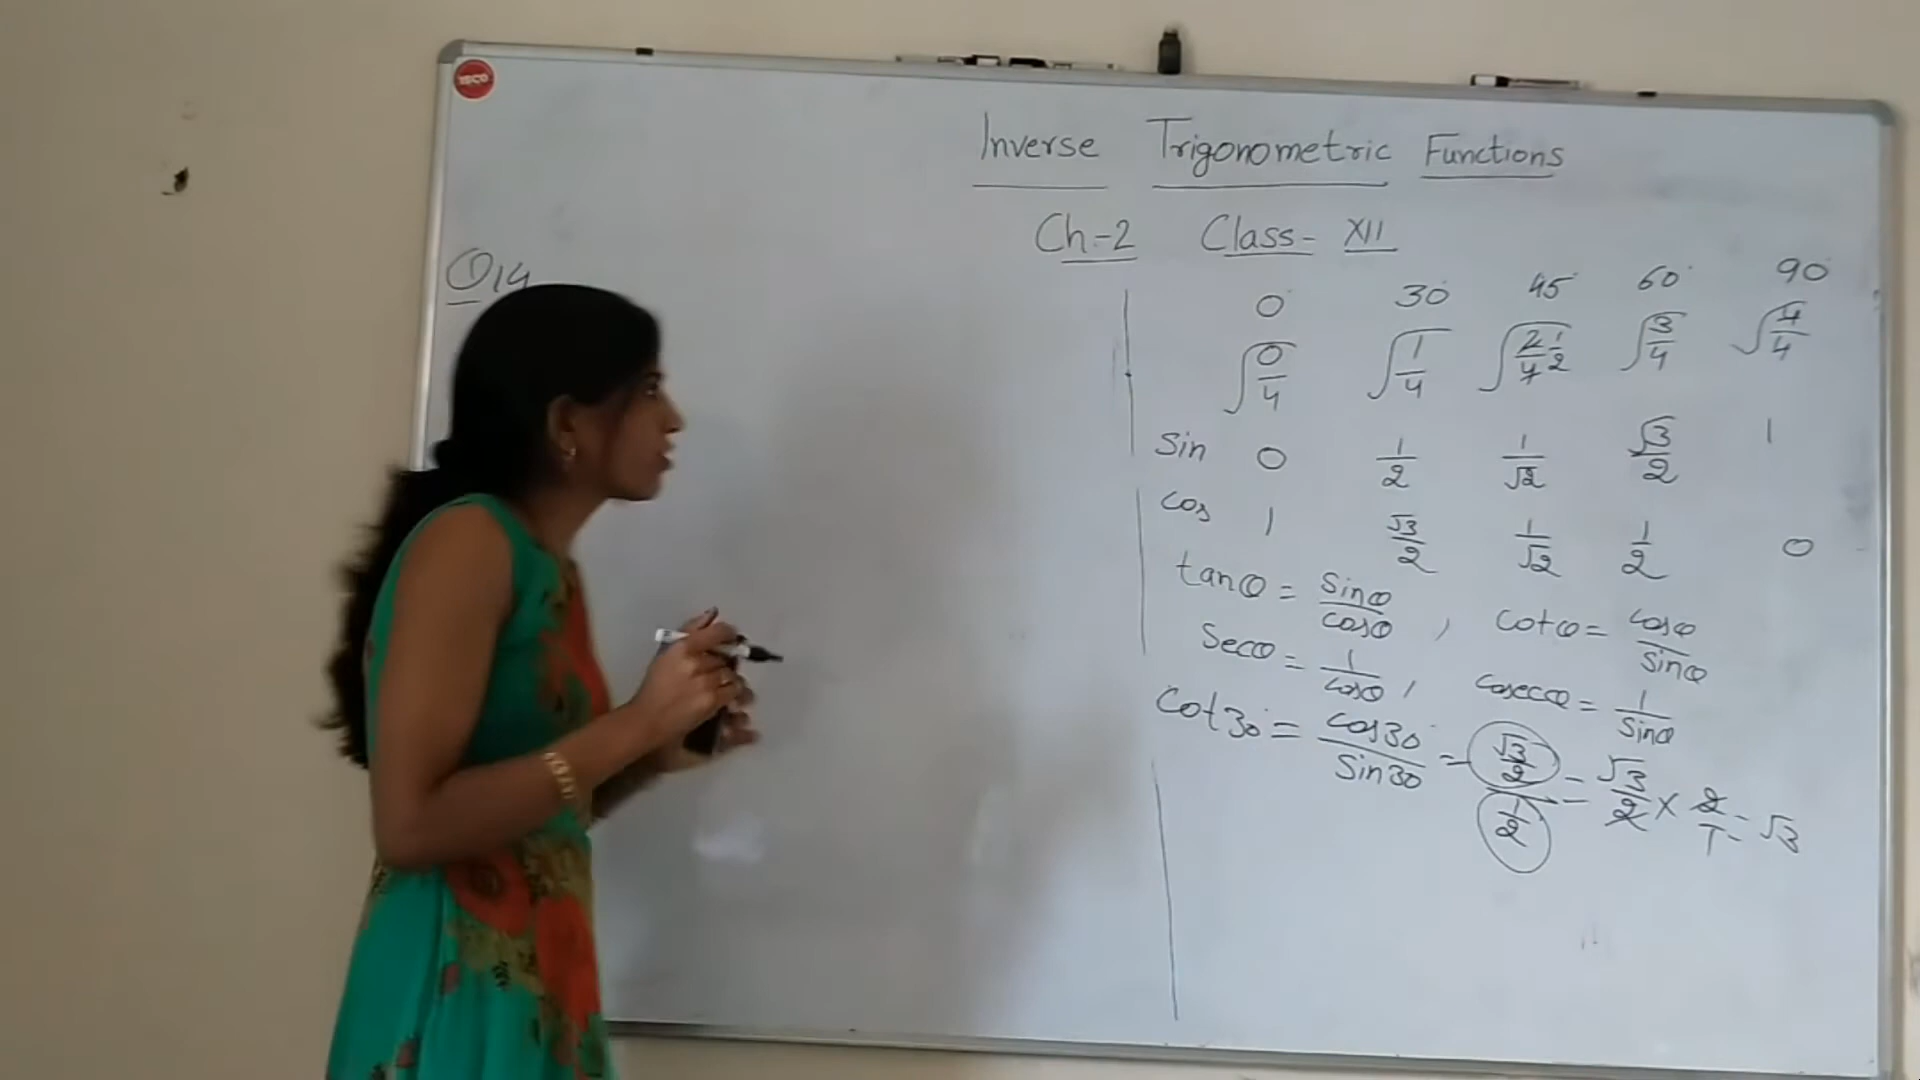 Inverse Trigonometric Functions
Ch-2 Class- XII
Q14
0° 30° 45° 60° 90°
√0/4 √1/4 √2/4 1/2 √3/4 √4/4
Sin 0 1/2 1/√2 √3/2 1
Cos 1 √3/2 1/√2 1/2 0
tanθ = sinθ/cosθ , cotθ = cosθ/sinθ
Secθ = 1/cosθ , cosecθ = 1/sinθ
Cot30° = cos30°/sin30 = (√3/2)/(1/2) = √3/2 × 2/1 = √3